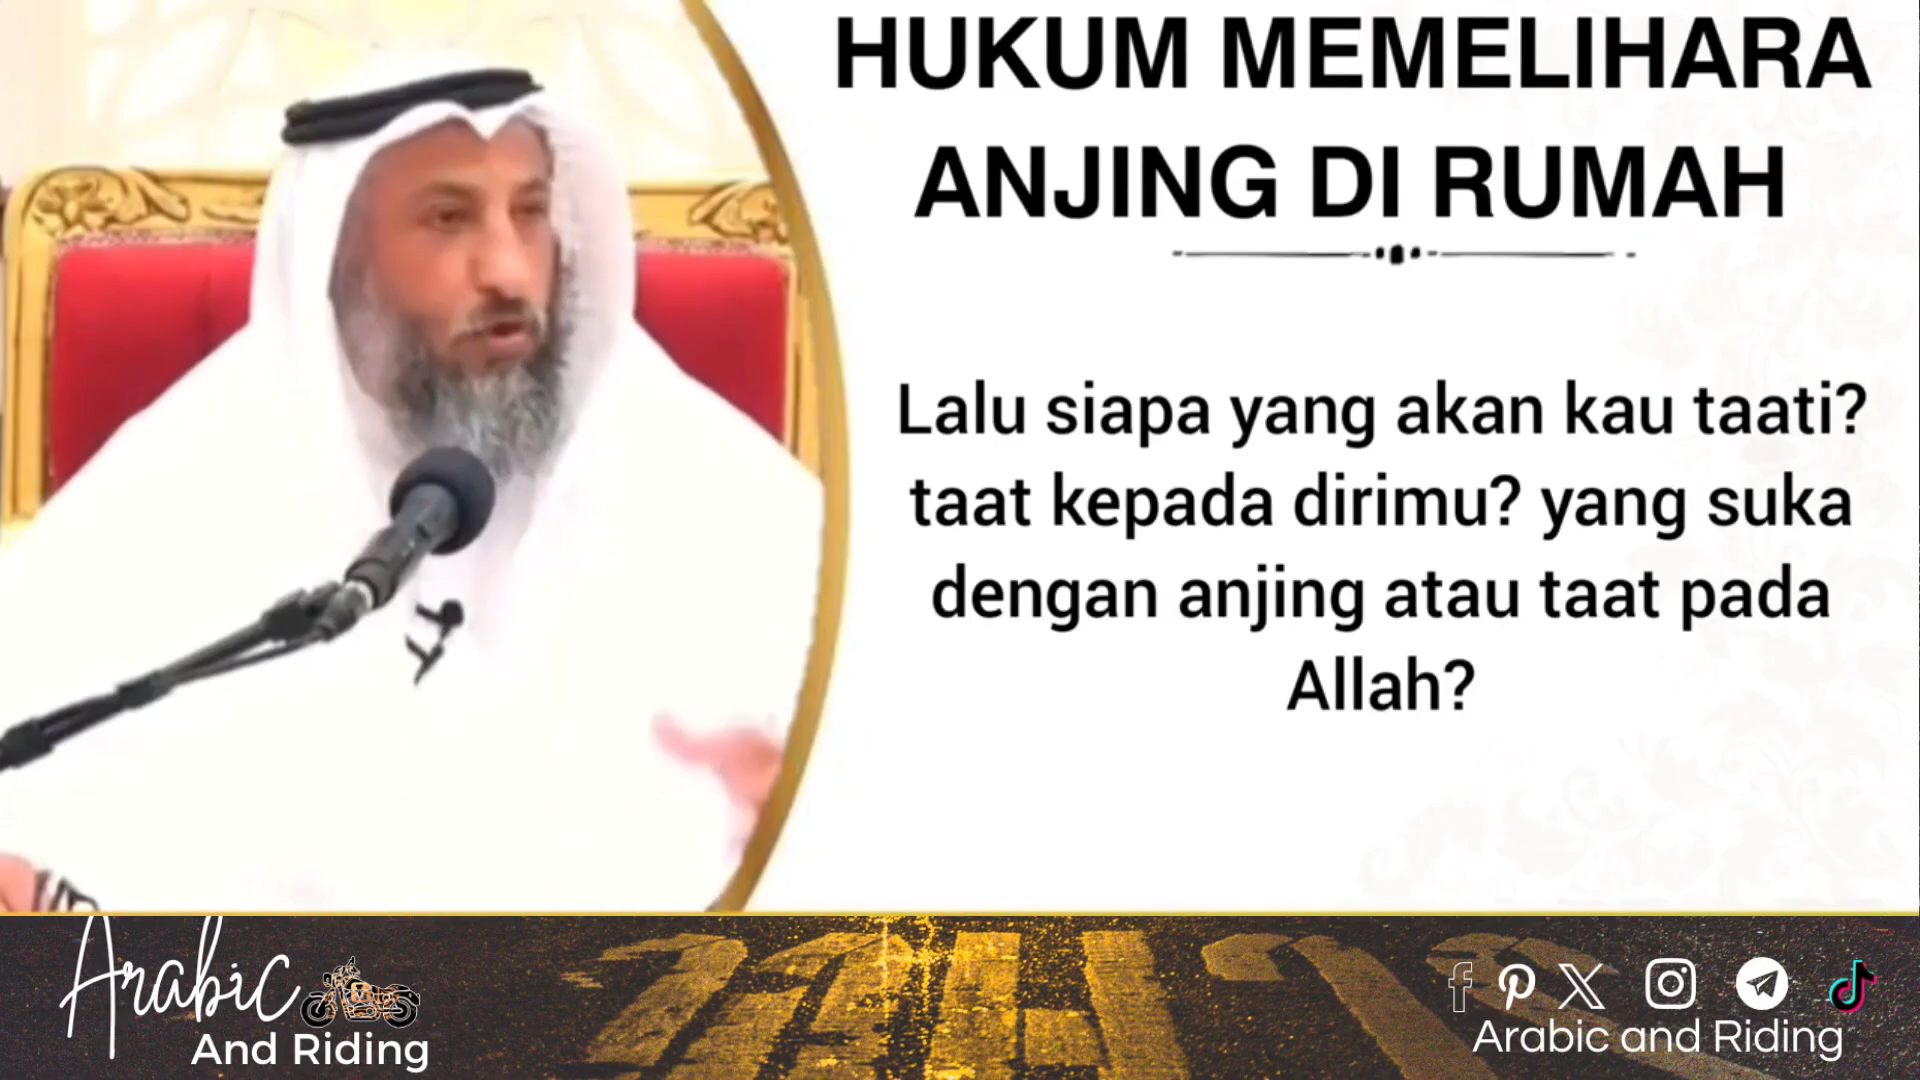 HUKUM MEMELIHARA
ANJING DI RUMAH
Lalu siapa yang akan kau taati?
taat kepada dirimu? yang suka
dengan anjing atau taat pada
Allah?
Arabic
And Riding
Arabic and Riding